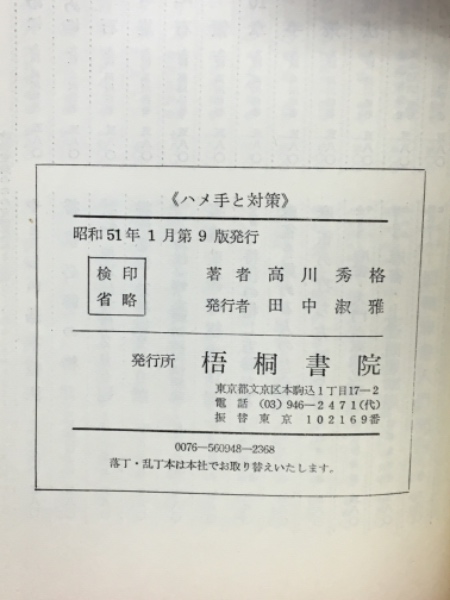 《ハメ手と対策》
昭和51年1月第9版発行
検印
省略
著者 高川秀格
発行者 田中淑雅
発行所 梧桐書院
東京都文京区本駒込1丁目17—2
電話 (03) 946—2471(代)
振替東京 102169番
0076—560948—2368
落丁・乱丁本は本社でお取り替えいたします。